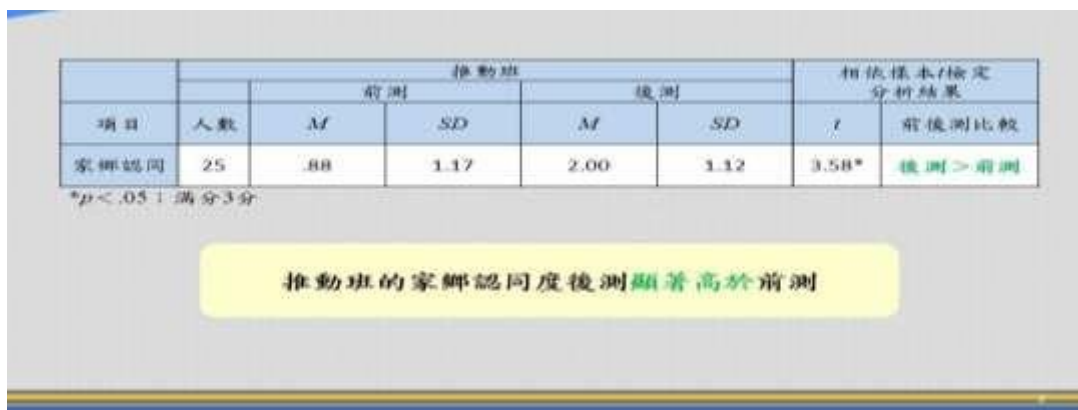 推動班 相依樣本t檢定
前測 後測 分析結果
項目 人數 M SD M SD t 前後測比較
家鄉認同 25 .88 1.17 2.00 1.12 3.58* 後測>前測
*p< .05；滿分3分
推動班的家鄉認同度後測顯著高於前測